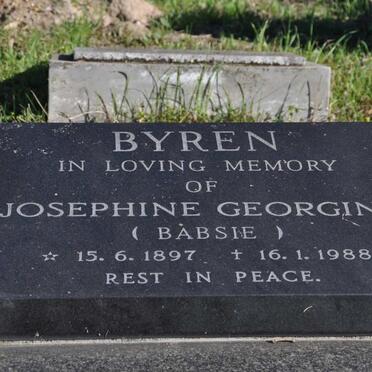 BYREN
IN LOVING MEMORY
OF
JOSEPHINE GEORGIN
( BABSIE )
☆ 15. 6. 1897 ✝ 16. 1. 1988
REST IN PEACE.